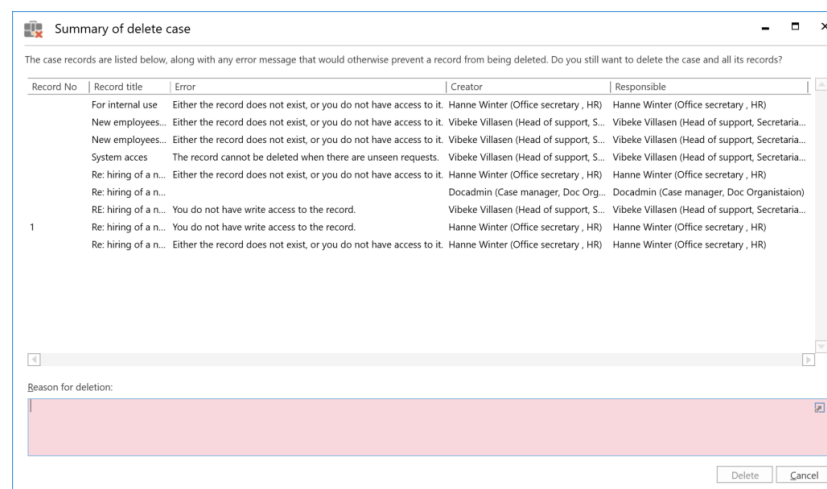 Summary of delete case
The case records are listed below, along with any error message that would otherwise prevent a record from being deleted. Do you still want to delete the case and all its records?
Record No Record title Error Creator Responsible
For internal use Either the record does not exist, or you do not have access to it. Hanne Winter (Office secretary , HR) Hanne Winter (Office secretary , HR)
New employees... Either the record does not exist, or you do not have access to it. Vibeke Villasen (Head of support, S... Vibeke Villasen (Head of support, Secretaria...
New employees... Either the record does not exist, or you do not have access to it. Vibeke Villasen (Head of support, S... Vibeke Villasen (Head of support, Secretaria...
System acces The record cannot be deleted when there are unseen requests. Vibeke Villasen (Head of support, S... Vibeke Villasen (Head of support, Secretaria...
Re: hiring of a n... Either the record does not exist, or you do not have access to it. Hanne Winter (Office secretary , HR) Hanne Winter (Office secretary , HR)
Re: hiring of a n... Docadmin (Case manager, Doc Org... Docadmin (Case manager, Doc Organistaion)
RE: hiring of a n... You do not have write access to the record. Vibeke Villasen (Head of support, S... Vibeke Villasen (Head of support, Secretaria...
1 Re: hiring of a n... You do not have write access to the record. Hanne Winter (Office secretary , HR) Hanne Winter (Office secretary , HR)
Re: hiring of a n... Either the record does not exist, or you do not have access to it. Hanne Winter (Office secretary , HR) Hanne Winter (Office secretary , HR)
Reason for deletion:
Delete Cancel